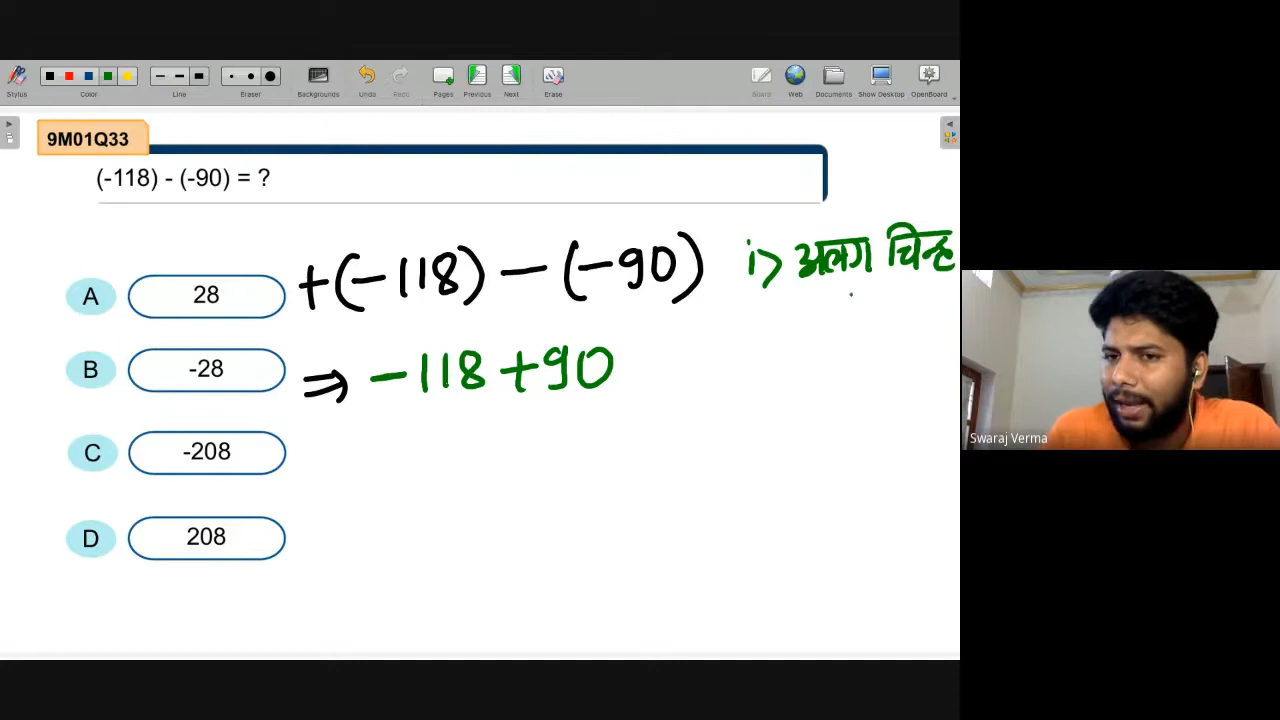 Stylus Color Line Eraser Backgrounds Undo Redo Pages Previous Next Erase Board Web Documents Show Desktop OpenBoard
9M01Q33
(-118) - (-90) = ?
+(-118) - (-90) i> अलग चिन्ह
A 28
B -28
⇒ -118+90
C -208
D 208
Swaraj Verma